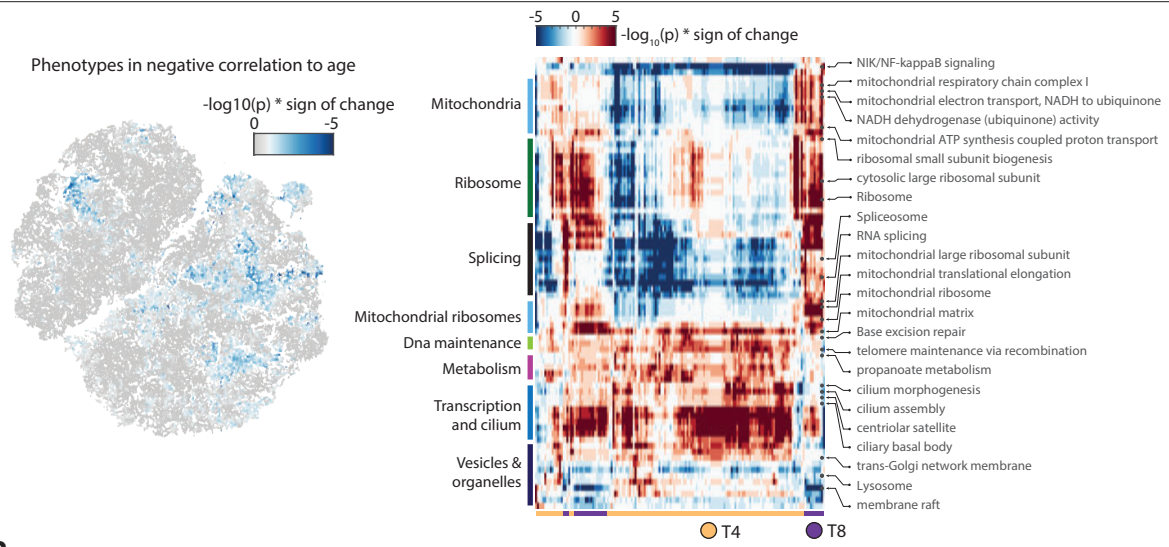 Phenotypes in negative correlation to age
-log10(p) * sign of change
0 -5
-5 0 5
-log10(p) * sign of change
Mitochondria
Ribosome
Splicing
Mitochondrial ribosomes
Dna maintenance
Metabolism
Transcription
and cilium
Vesicles &
organelles
NIK/NF-kappaB signaling
mitochondrial respiratory chain complex I
mitochondrial electron transport, NADH to ubiquinone
NADH dehydrogenase (ubiquinone) activity
mitochondrial ATP synthesis coupled proton transport
ribosomal small subunit biogenesis
cytosolic large ribosomal subunit
Ribosome
Spliceosome
RNA splicing
mitochondrial large ribosomal subunit
mitochondrial translational elongation
mitochondrial ribosome
mitochondrial matrix
Base excision repair
telomere maintenance via recombination
propanoate metabolism
cilium morphogenesis
cilium assembly
centriolar satellite
ciliary basal body
trans-Golgi network membrane
Lysosome
membrane raft
T4 T8